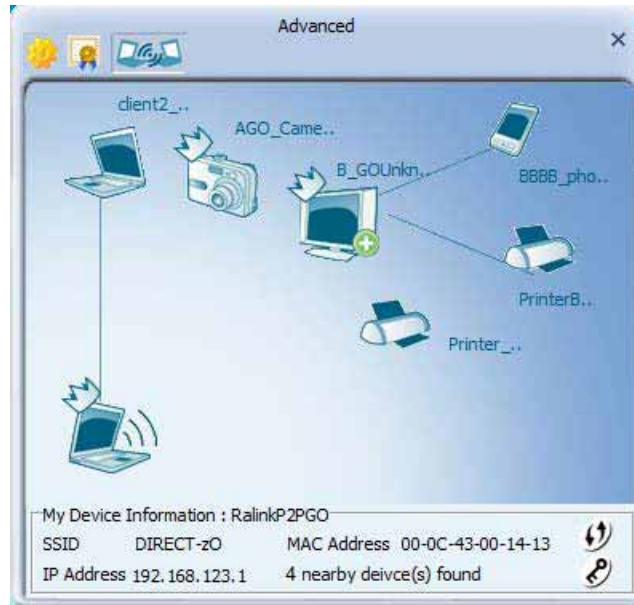 Advanced
client2_..
AGO_Came..
B_GOUnkn..
BBBB_pho..
PrinterB..
Printer_..
My Device Information : RalinkP2PGO
SSID DIRECT-zO MAC Address 00-0C-43-00-14-13
IP Address 192.168.123.1 4 nearby deivce(s) found